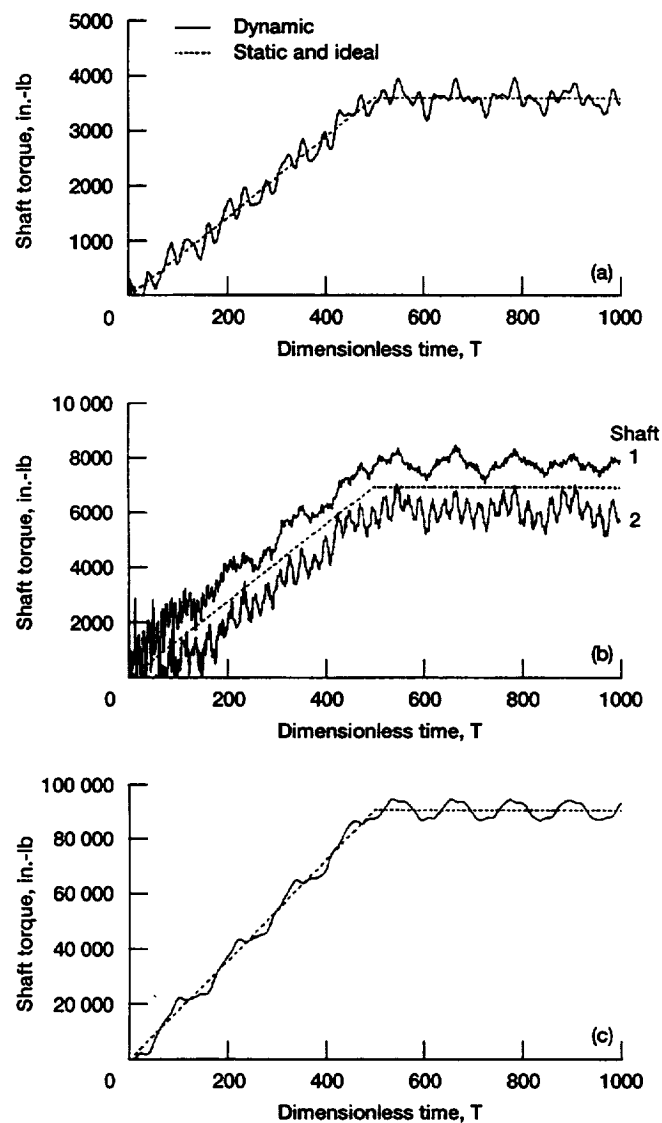 5000
4000
3000
2000
1000
0
200
400
600
800
1000
Dynamic
Static and ideal
Shaft torque, in.-lb
(a)
Dimensionless time, T
10 000
8000
6000
4000
2000
0
200
400
600
800
1000
Shaft
1
2
Shaft torque, in.-lb
(b)
Dimensionless time, T
100 000
80 000
60 000
40 000
20 000
0
200
400
600
800
1000
Shaft torque, in.-lb
(c)
Dimensionless time, T